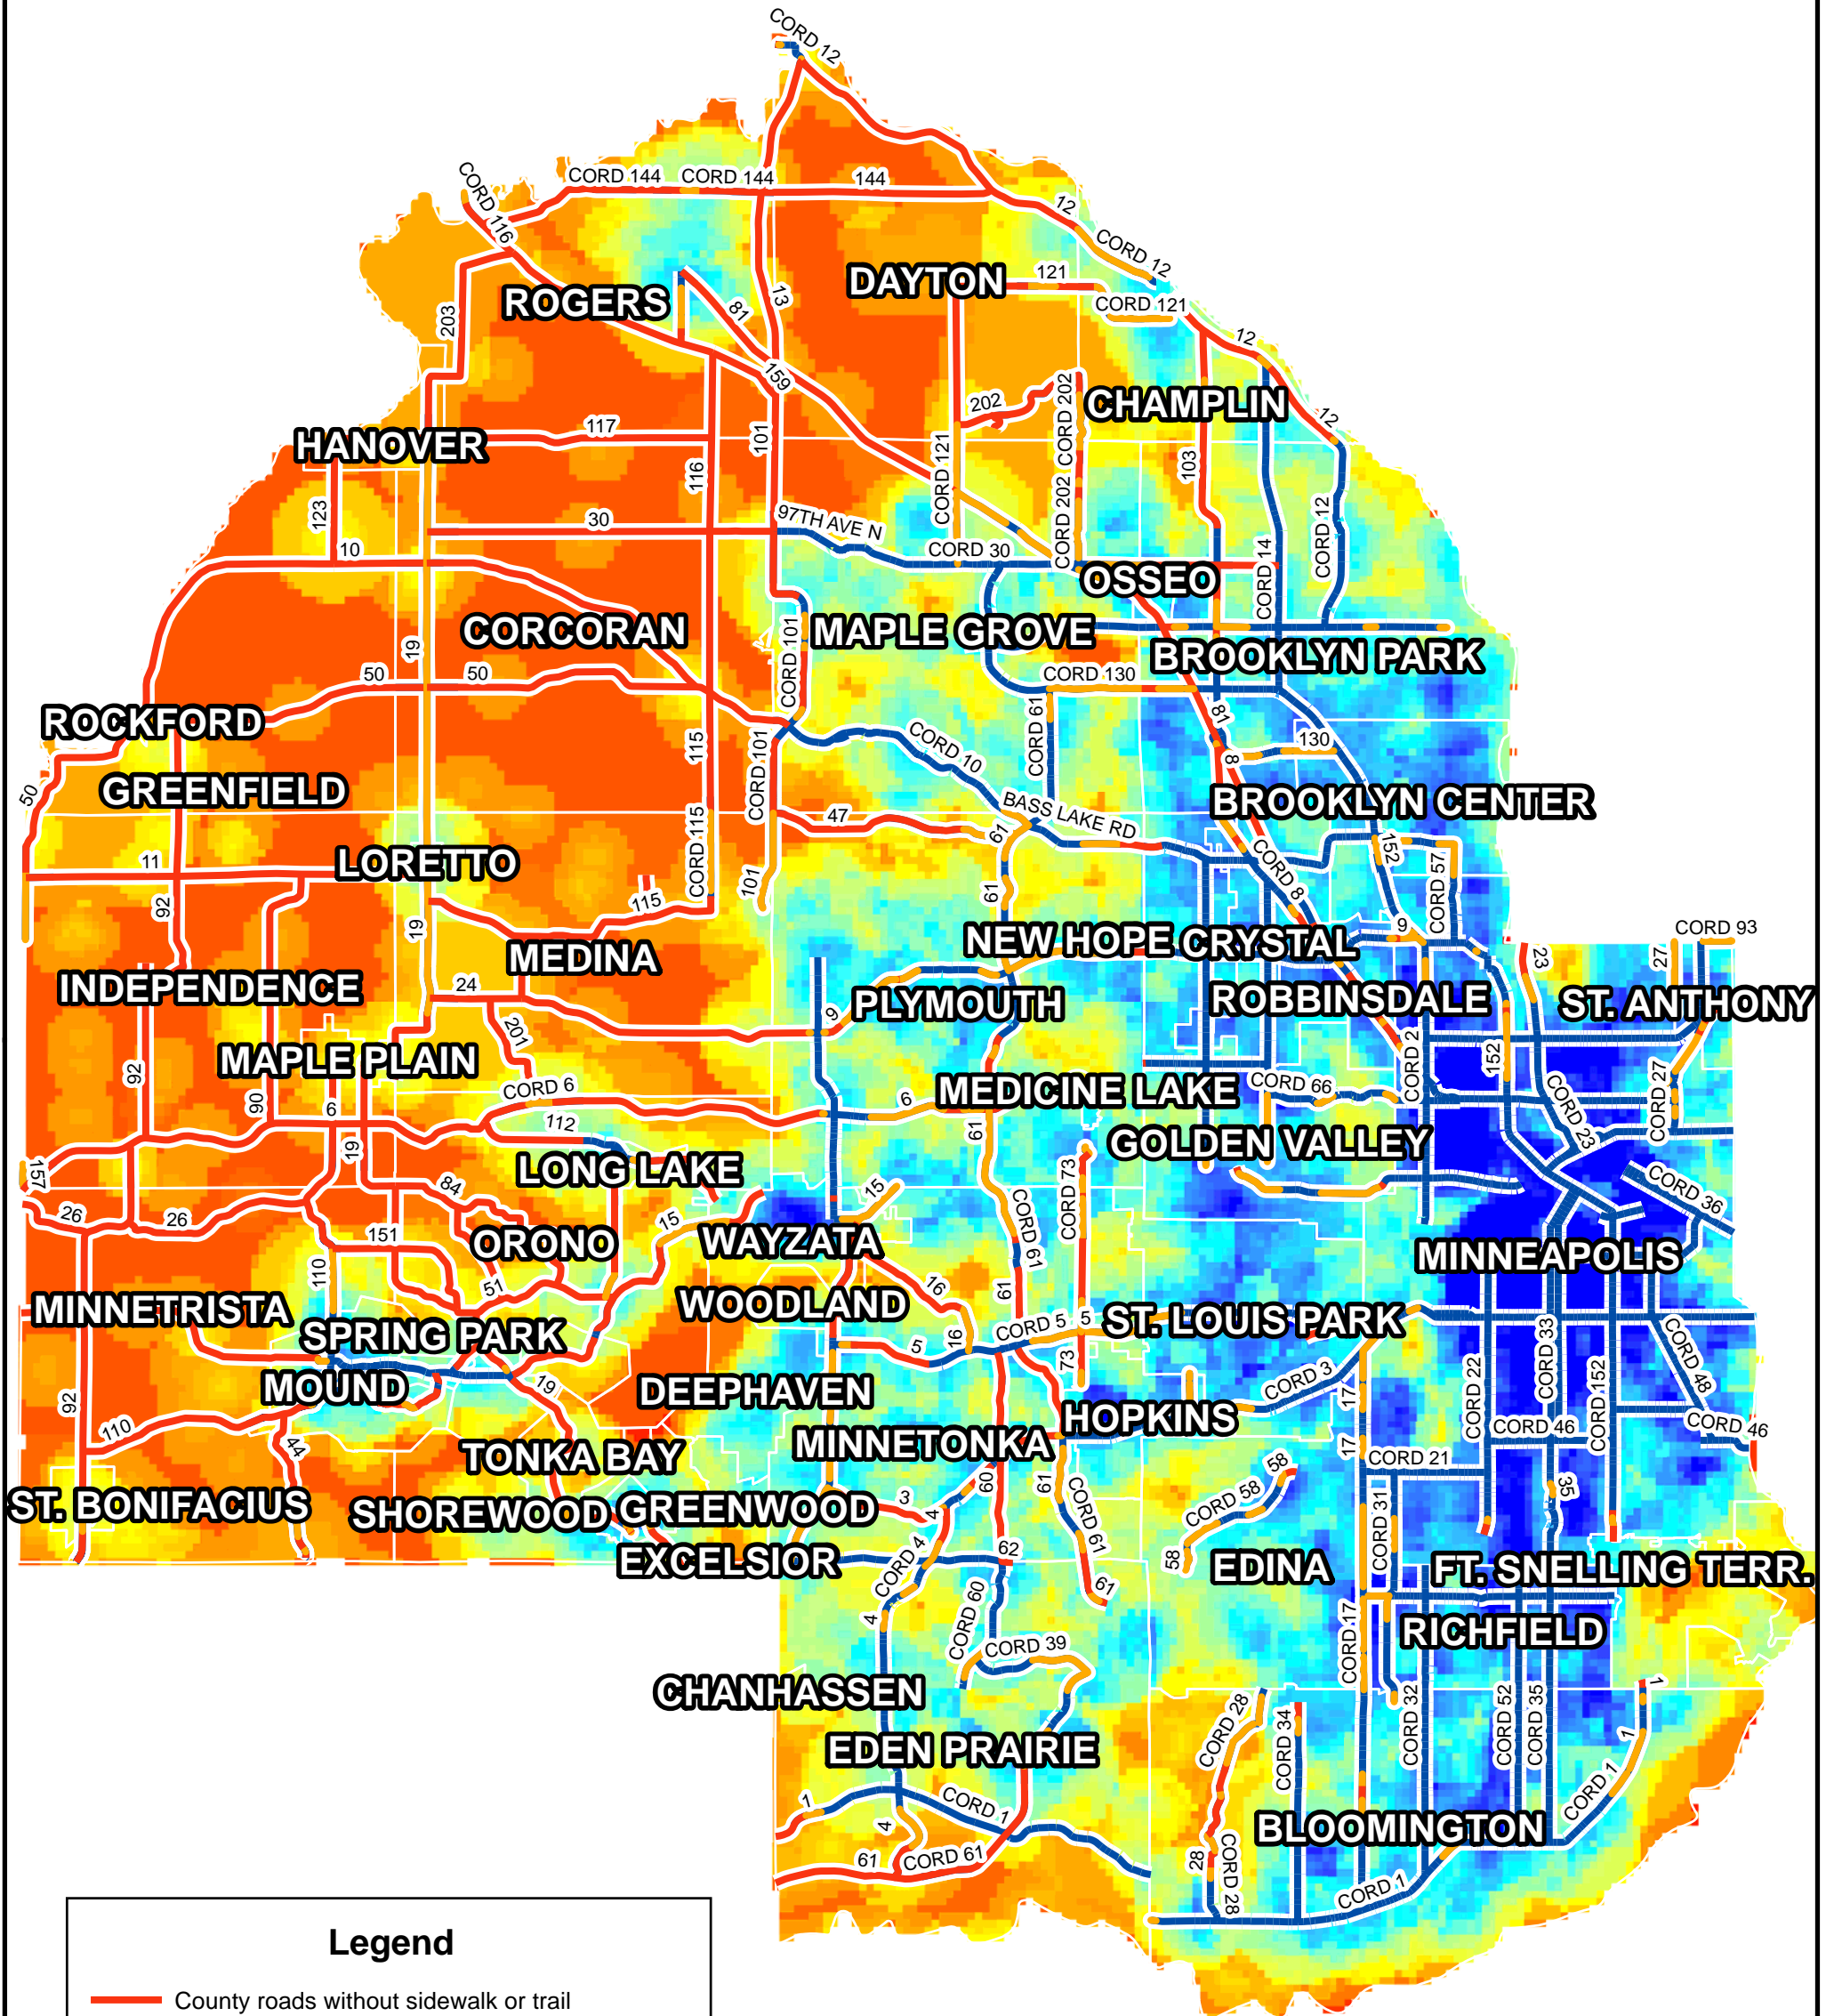 CORD 12
CORD 144
CORD 144
144
CORD 116
12
CORD 12
203
ROGERS
81
13
DAYTON
121
CORD 121
12
159
202
CORD 202
CHAMPLIN
12
HANOVER
117
101
116
CORD 121
103
123
30
97TH AVE N
CORD 202
CORD 12
10
CORD 30
CORD 14
OSSEO
CORCORAN
19
CORD 101
MAPLE GROVE
BROOKLYN PARK
50
50
CORD 130
ROCKFORD
81
CORD 61
130
115
CORD 101
CORD 10
8
50
GREENFIELD
BROOKLYN CENTER
47
61
BASS LAKE RD
152
11
LORETTO
CORD 115
CORD 8
CORD 57
92
115
101
61
19
9
CORD 93
NEW HOPE
CRYSTAL
MEDINA
23
27
INDEPENDENCE
24
PLYMOUTH
9
ROBBINSDALE
ST. ANTHONY
201
MAPLE PLAIN
CORD 2
152
92
CORD 6
MEDICINE LAKE
CORD 66
90
6
6
CORD 23
CORD 27
112
61
19
GOLDEN VALLEY
157
LONG LAKE
CORD 73
84
15
CORD 36
26
26
15
CORD 61
151
ORONO
WAYZATA
MINNEAPOLIS
110
51
16
61
MINNETRISTA
WOODLAND
SPRING PARK
5
16
CORD 5
5
ST. LOUIS PARK
CORD 33
73
CORD 22
CORD 152
CORD 48
MOUND
19
DEEPHAVEN
CORD 3
17
92
110
HOPKINS
44
MINNETONKA
CORD 46
CORD 46
17
TONKA BAY
60
61
58
CORD 21
35
ST. BONIFACIUS
SHOREWOOD
GREENWOOD
3
4
CORD 61
CORD 58
CORD 31
EXCELSIOR
CORD 4
62
58
EDINA
FT. SNELLING TERR.
61
4
CORD 60
CORD 39
CORD 17
RICHFIELD
CHANHASSEN
CORD 28
CORD 34
CORD 32
CORD 52
CORD 35
1
EDEN PRAIRIE
1
1
CORD 1
CORD 1
4
BLOOMINGTON
61
CORD 61
28
CORD 28
CORD 1
Legend
County roads without sidewalk or trail